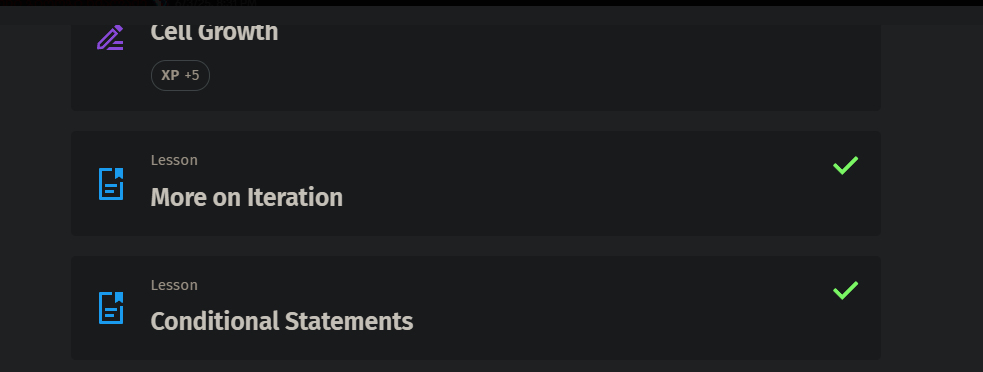 Cell Growth
XP +5
Lesson
More on Iteration
Lesson
Conditional Statements